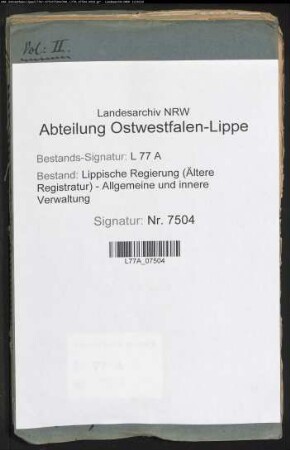 Pol: II.
Landesarchiv NRW
Abteilung Ostwestfalen-Lippe
Bestands-Signatur: L 77 A
Bestand: Lippische Regierung (Ältere
Registratur) - Allgemeine und innere
Verwaltung
Signatur: Nr. 7504
L77A_07504